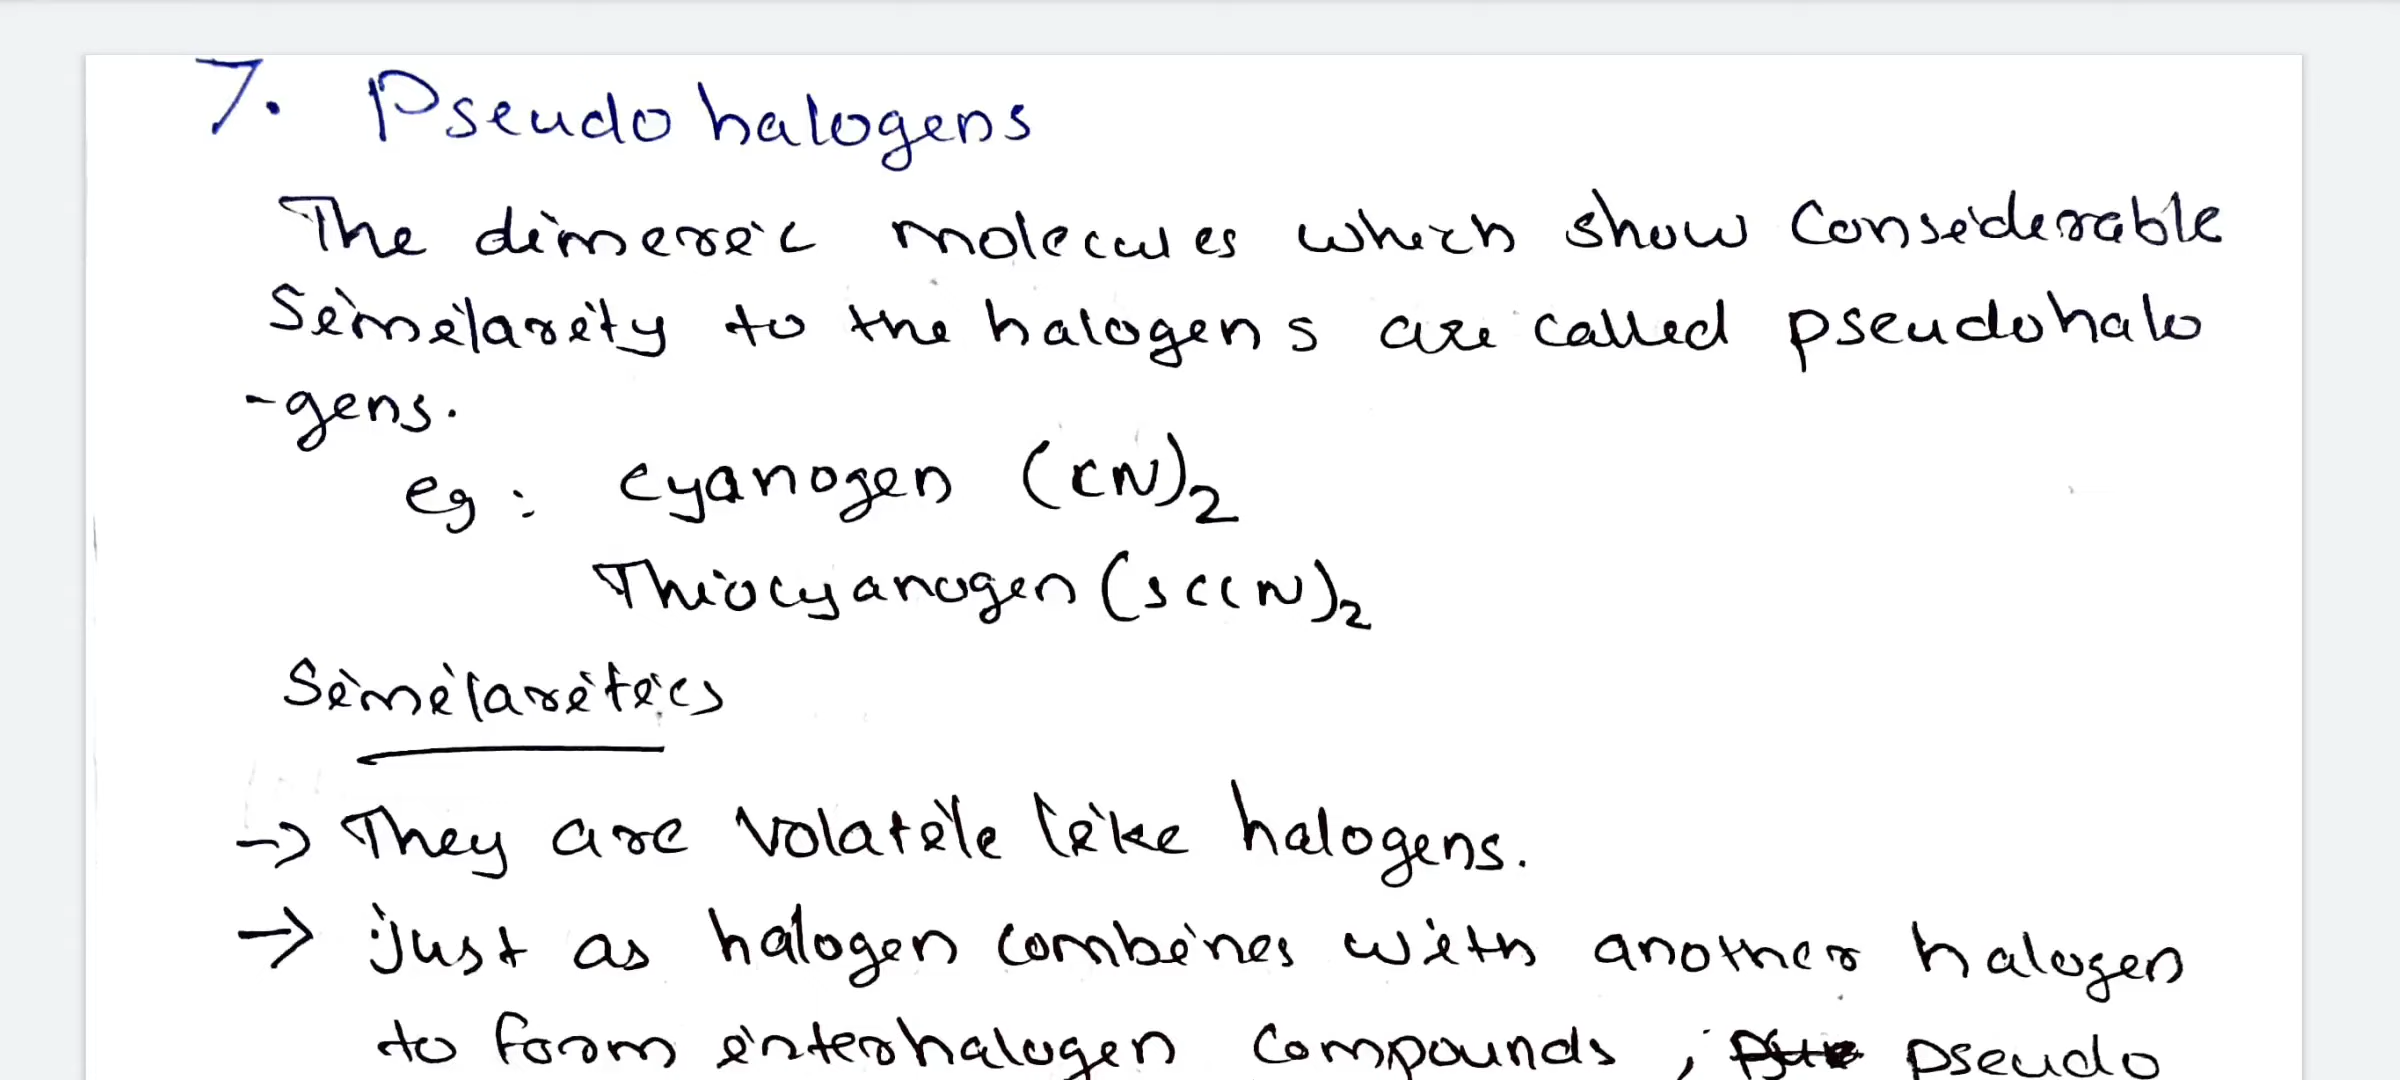 7. Pseudo halogens
The dimeric molecules which show Considerable
Similarity to the halogens are called pseudohalo
-gens.
eg : cyanogen (CN)2
Thiocyanogen (SCCN)2
Similarities
-> They are volatile like halogens.
-> just as halogen combines with another halogen
to form interhalogen compounds , pseudo